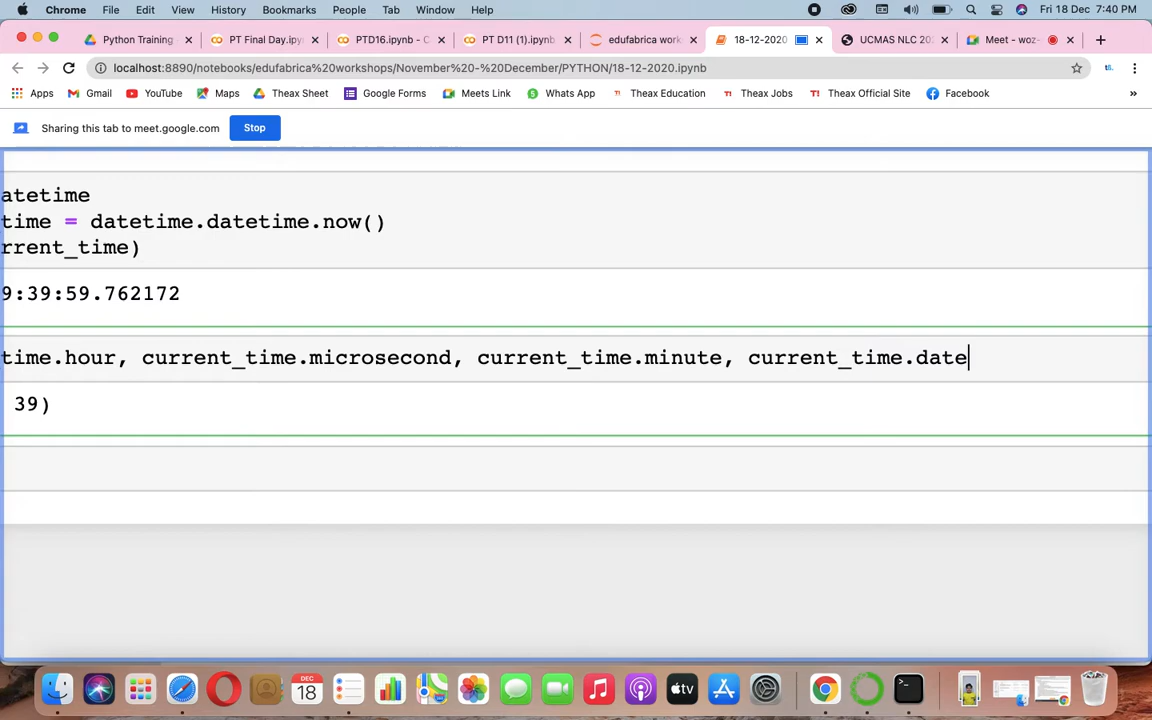 Chrome File Edit View History Bookmarks People Tab Window Help Fri 18 Dec 7:40 PM
Python Training - PT Final Day.ipy PTD16.ipynb - C PT D11 (1).ipynb edufabrica work 18-12-2020 UCMAS NLC 20 Meet - woz-
localhost:8890/notebooks/edufabrica%20workshops/November%20-%20December/PYTHON/18-12-2020.ipynb
Apps Gmail YouTube Maps Theax Sheet Google Forms Meets Link Whats App Theax Education Theax Jobs Theax Official Site Facebook »
Sharing this tab to meet.google.com Stop
atetime
time = datetime.datetime.now()
rrent_time)
9:39:59.762172
time.hour, current_time.microsecond, current_time.minute, current_time.date
39)
DEC
18
tv